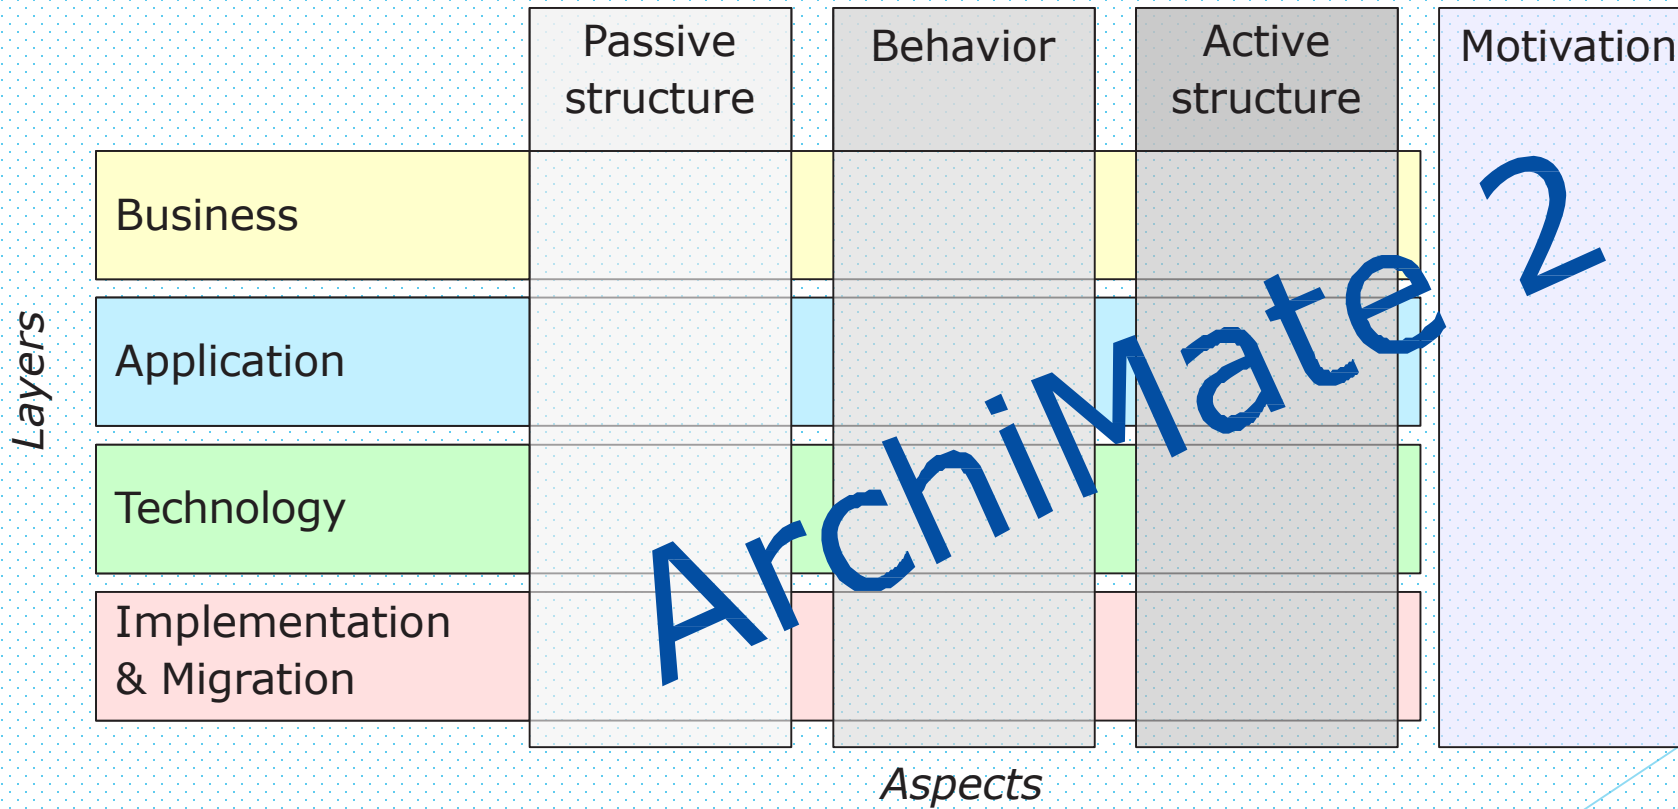 Passive
structure
Behavior
Active
structure
Motivation
Business
Application
Technology
Implementation
& Migration
Layers
Aspects
ArchiMate 2